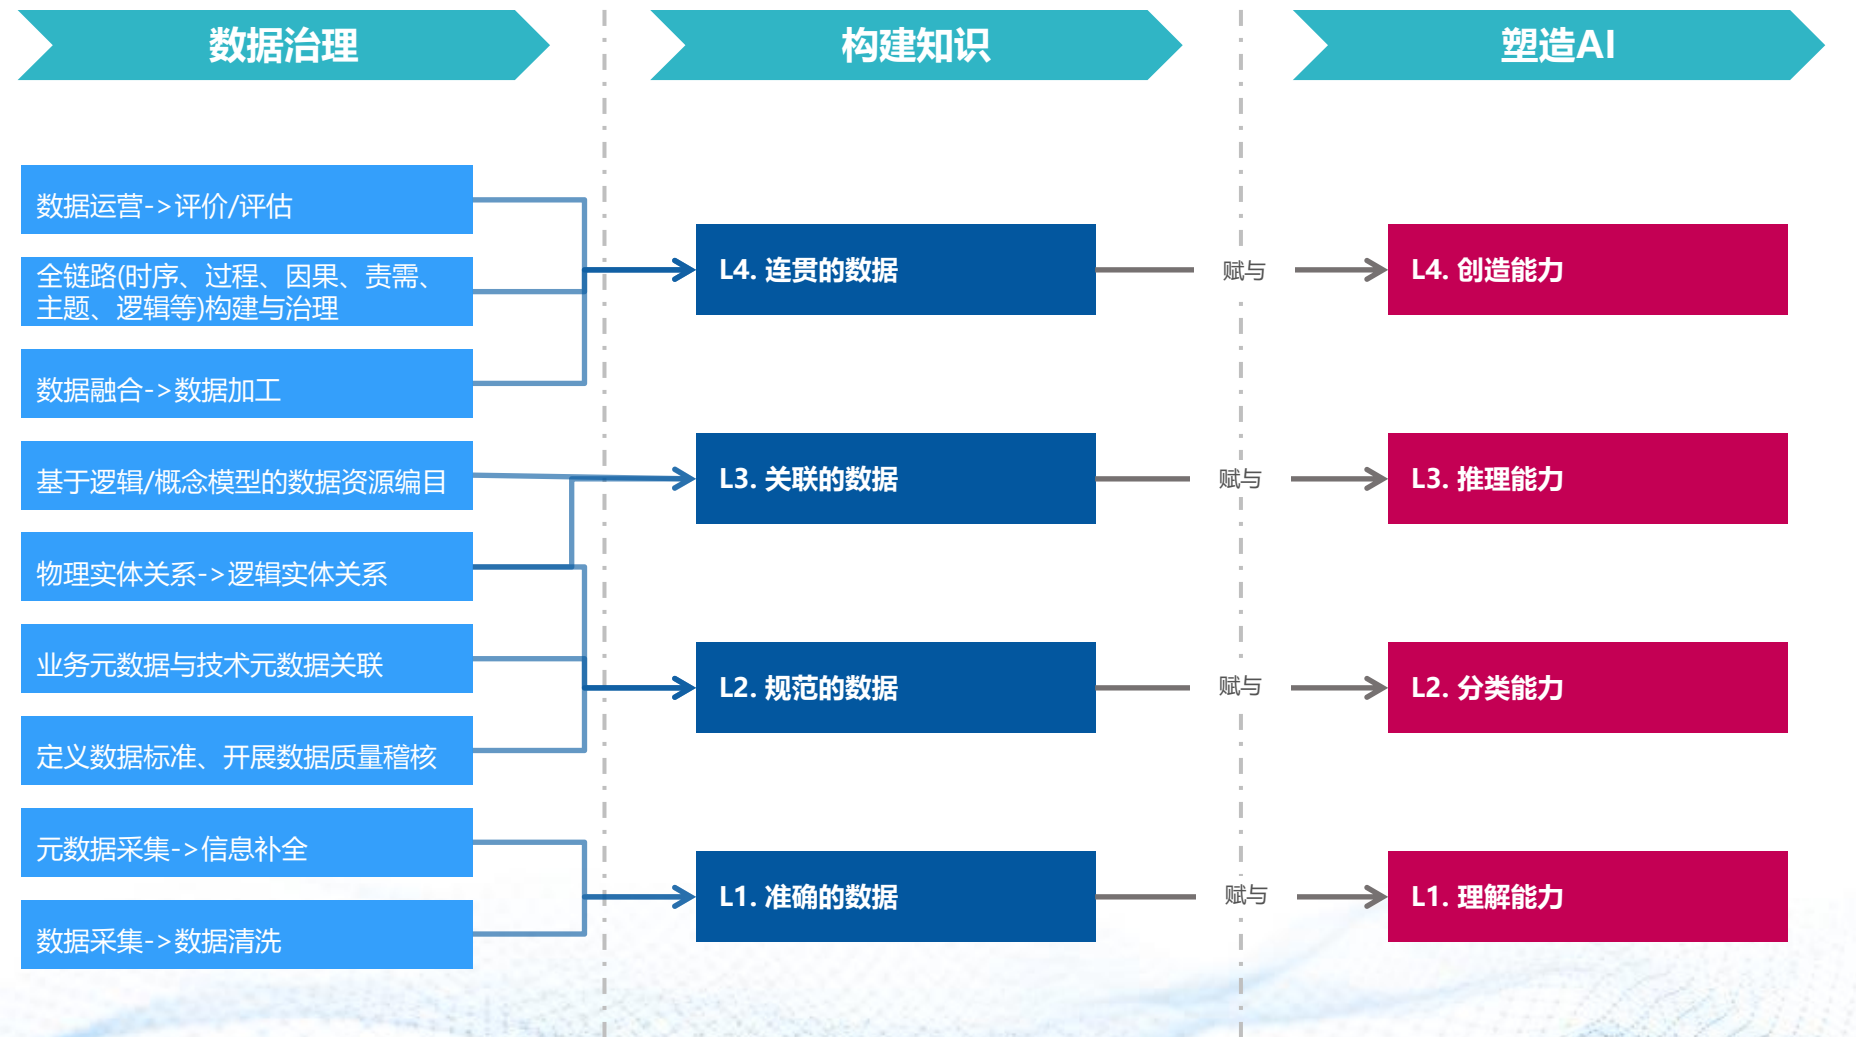 数据治理
构建知识
塑造AI
数据运营->评价/评估
全链路(时序、过程、因果、责需、
主题、逻辑等)构建与治理
数据融合->数据加工
基于逻辑/概念模型的数据资源编目
物理实体关系->逻辑实体关系
业务元数据与技术元数据关联
定义数据标准、开展数据质量稽核
元数据采集->信息补全
数据采集->数据清洗
L4. 连贯的数据
赋与
L4. 创造能力
L3. 关联的数据
赋与
L3. 推理能力
L2. 规范的数据
赋与
L2. 分类能力
L1. 准确的数据
赋与
L1. 理解能力